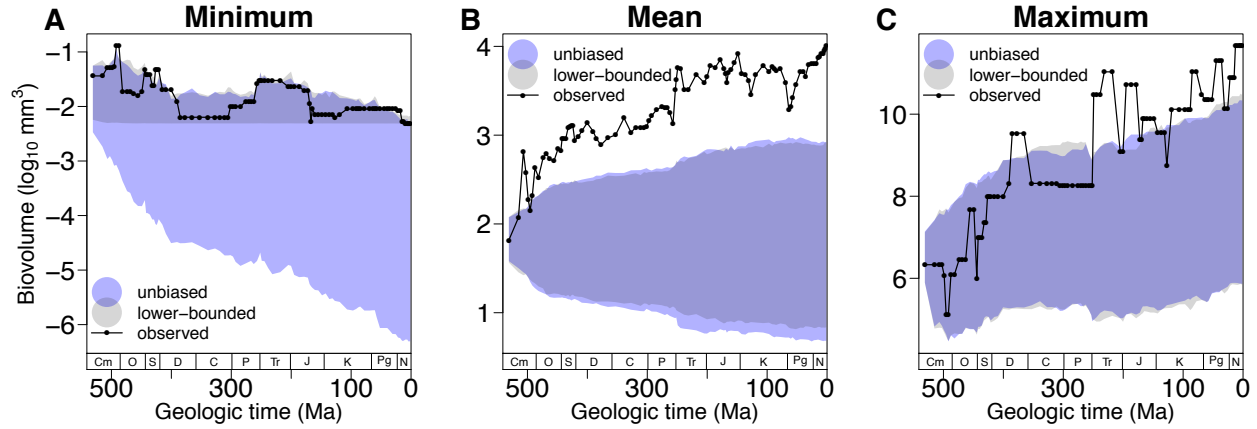 A Minimum
Biovolume (log10 mm3)
−1
−2
−3
−4
−5
−6
unbiased
lower−bounded
observed
Cm O S D C P Tr J K Pg N
500 300 100 0
Geologic time (Ma)
B Mean
4
3
2
1
unbiased
lower−bounded
observed
Cm O S D C P Tr J K Pg N
500 300 100 0
Geologic time (Ma)
C Maximum
10
8
6
unbiased
lower−bounded
observed
Cm O S D C P Tr J K Pg N
500 300 100 0
Geologic time (Ma)